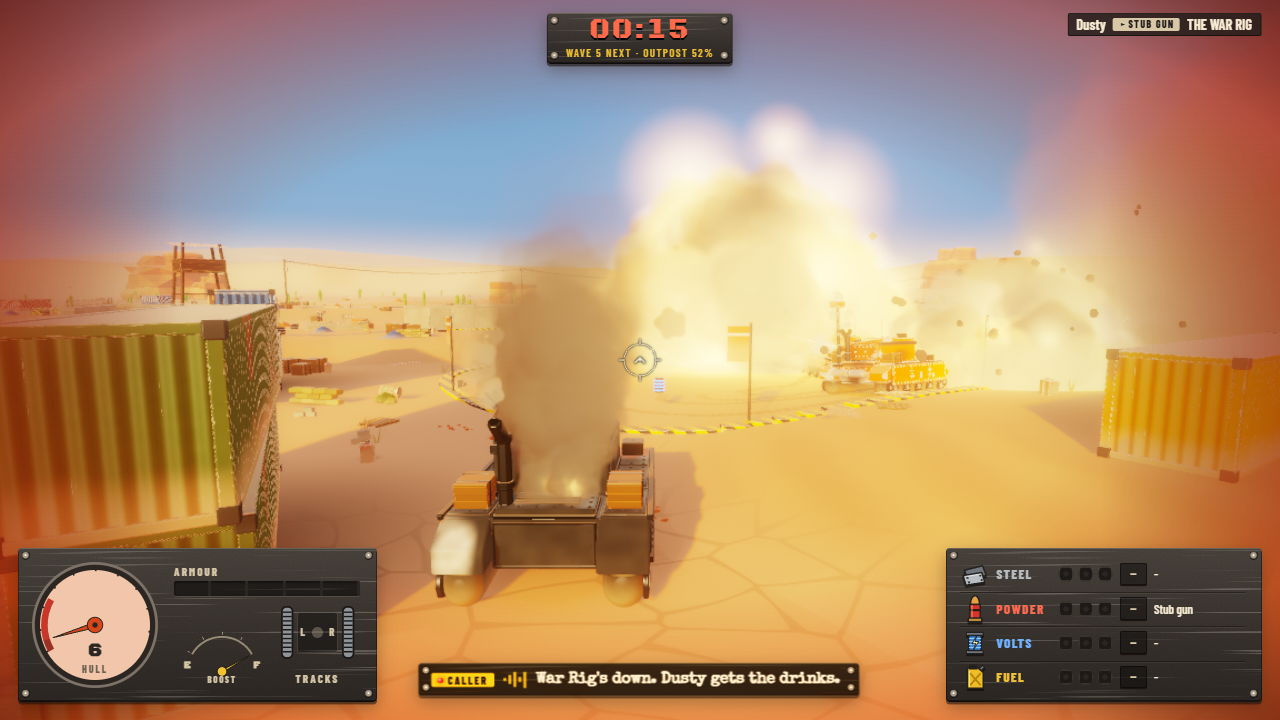 00:15
WAVE 5 NEXT · OUTPOST 52%
Dusty STUB GUN THE WAR RIG
ARMOUR
6
HULL
E F
BOOST
L R
TRACKS
CALLER War Rig's down. Dusty gets the drinks.
STEEL - -
POWDER - Stub gun
VOLTS - -
FUEL - -